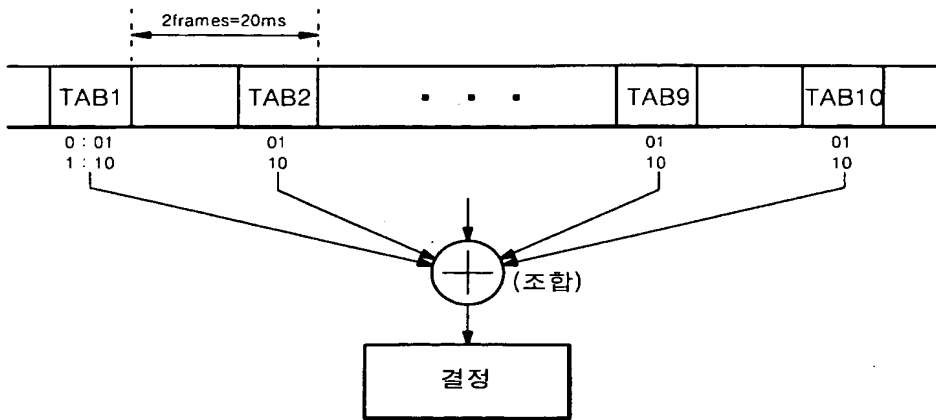 2frames=20ms
TAB1 TAB2 . . . TAB9 TAB10
0 : 01 01 01 01
1 : 10 10 10 10
(조합)
결정